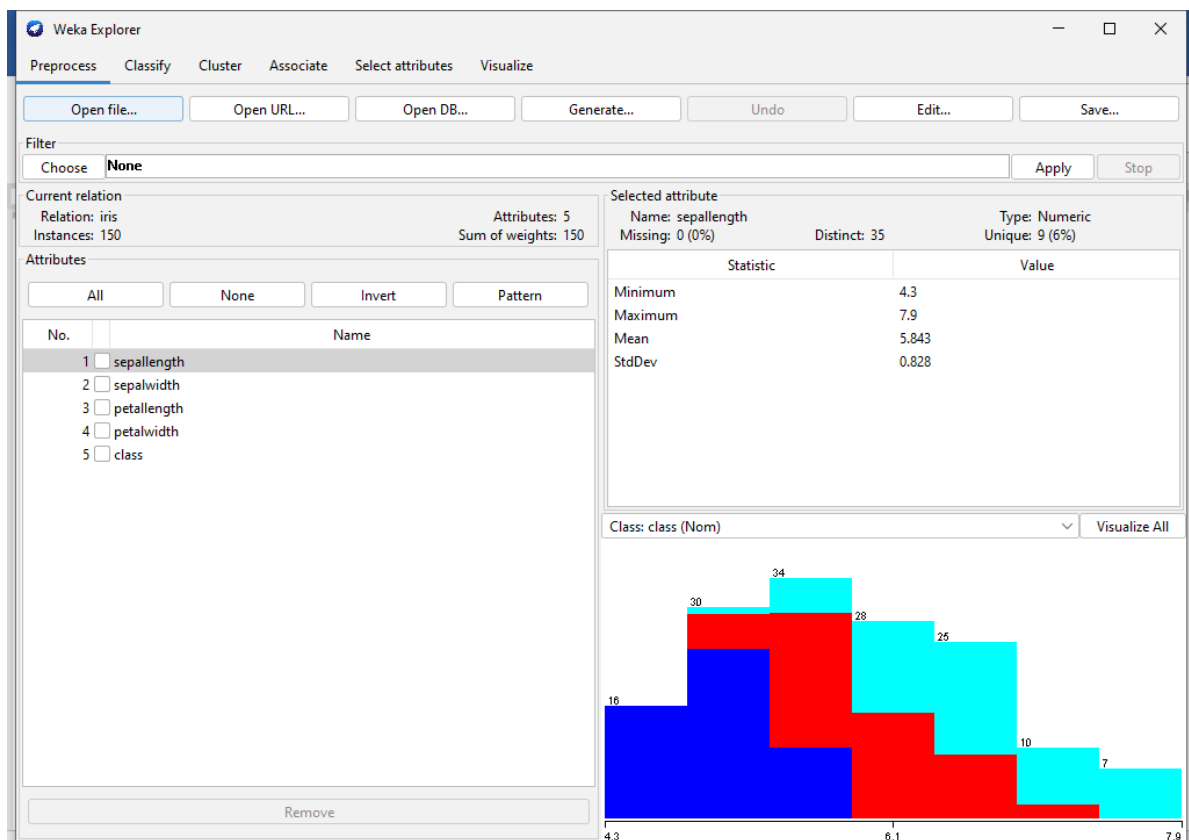 Weka Explorer
Preprocess Classify Cluster Associate Select attributes Visualize
Open file... Open URL... Open DB... Generate... Undo Edit... Save...
Filter
Choose None Apply Stop
Current relation
Relation: iris Attributes: 5
Instances: 150 Sum of weights: 150
Selected attribute
Name: sepallength Type: Numeric
Missing: 0 (0%) Distinct: 35 Unique: 9 (6%)
Statistic Value
Minimum 4.3
Maximum 7.9
Mean 5.843
StdDev 0.828
Attributes
All None Invert Pattern
No. Name
1 sepallength
2 sepalwidth
3 petallength
4 petalwidth
5 class
Remove
Class: class (Nom) Visualize All
16 30 34 28 25 10 7
4.3 6.1 7.9